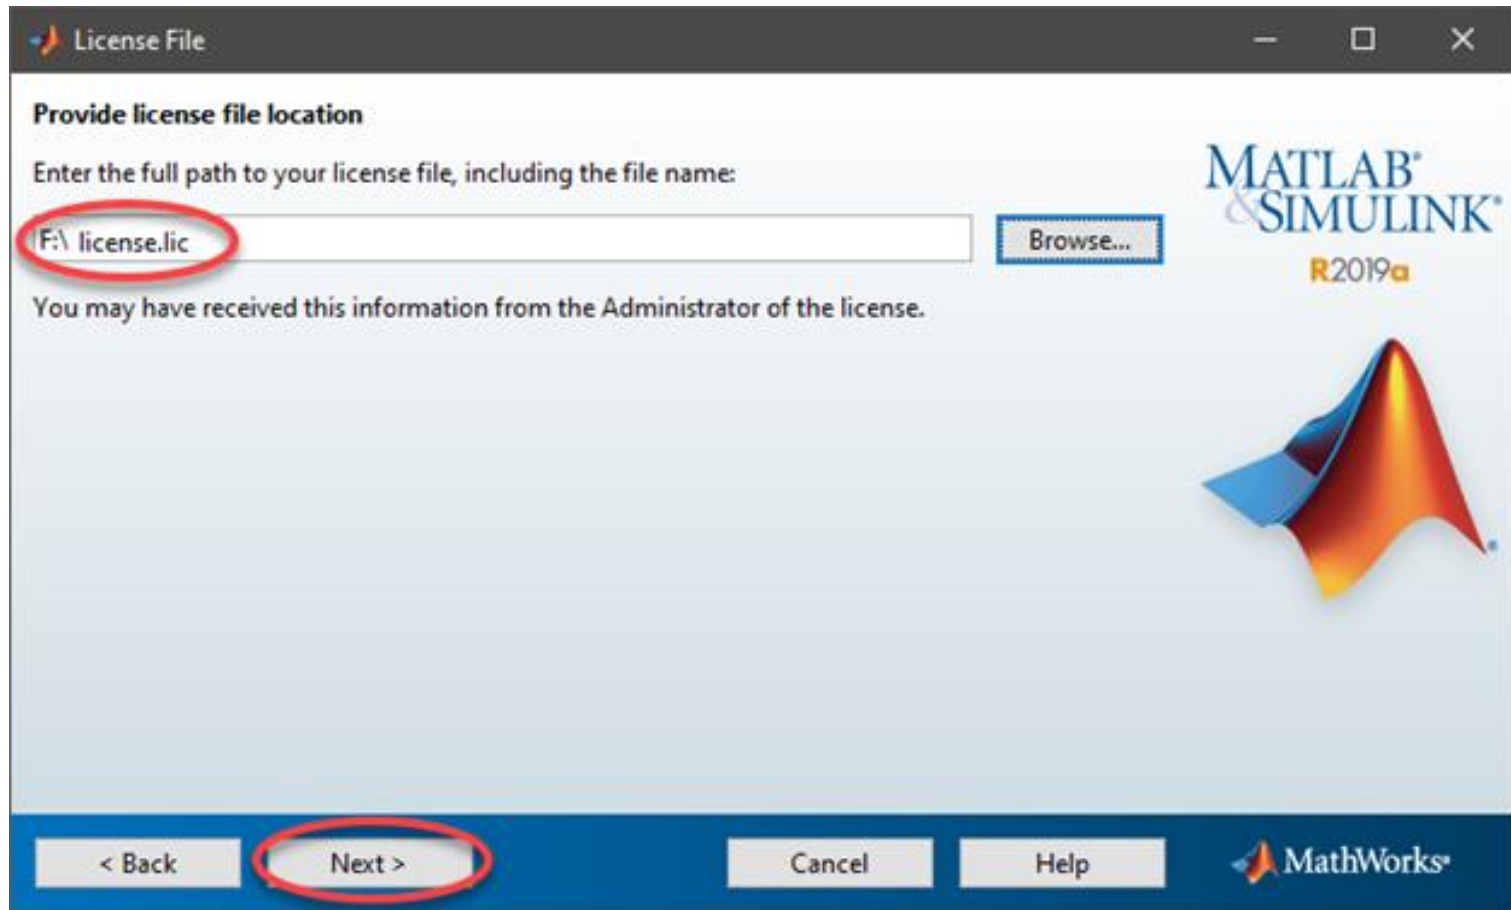 License File
Provide license file location
Enter the full path to your license file, including the file name:
F:\ license.lic
Browse...
You may have received this information from the Administrator of the license.
MATLAB®
&SIMULINK®
R2019a
< Back
Next >
Cancel
Help
MathWorks®